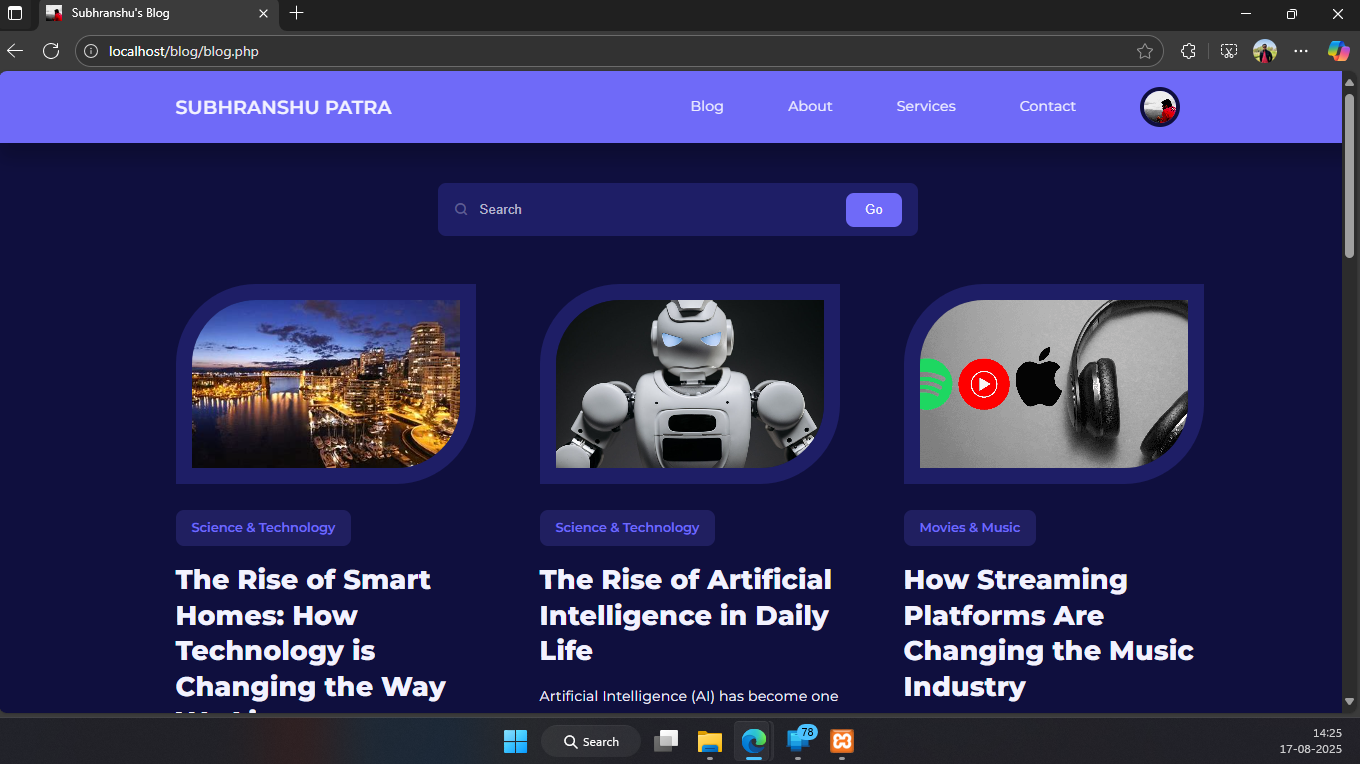 Subhranshu's Blog
localhost/blog/blog.php
SUBHRANSHU PATRA
Blog
About
Services
Contact
Search
Go
Science & Technology
Science & Technology
Movies & Music
The Rise of Smart
Homes: How
Technology is
Changing the Way
The Rise of Artificial
Intelligence in Daily
Life
Artificial Intelligence (AI) has become one
How Streaming
Platforms Are
Changing the Music
Industry
Search
78
14:25
17-08-2025